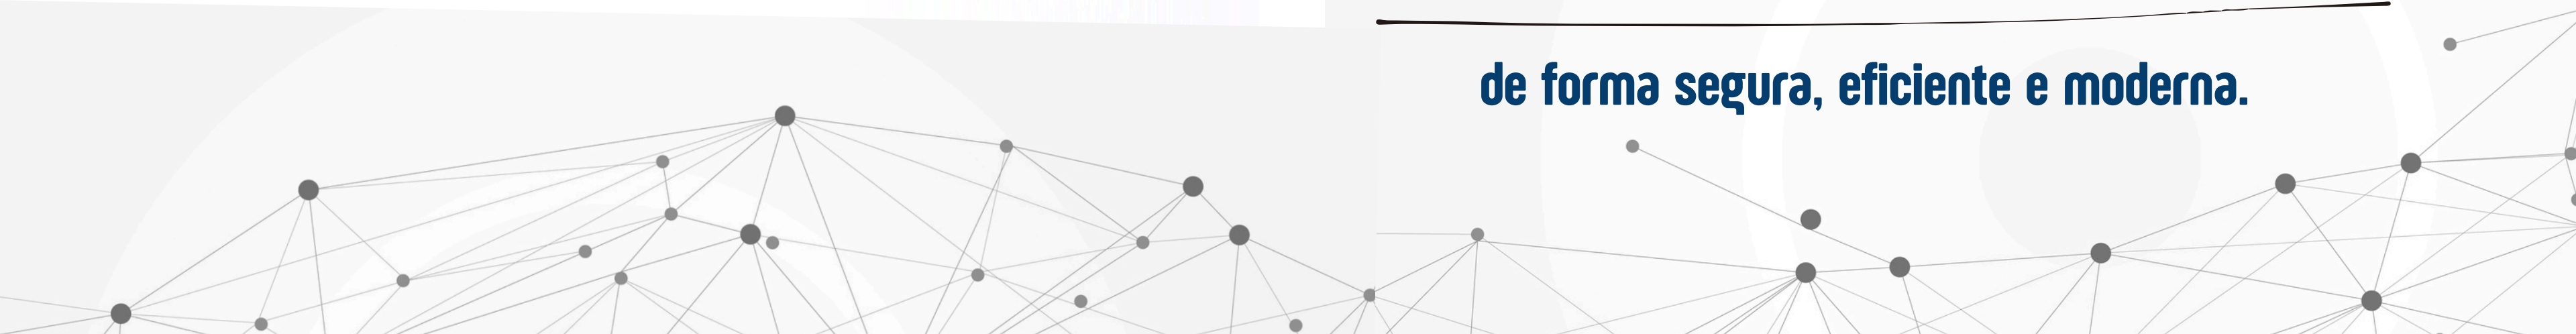 de forma segura, eficiente e moderna.